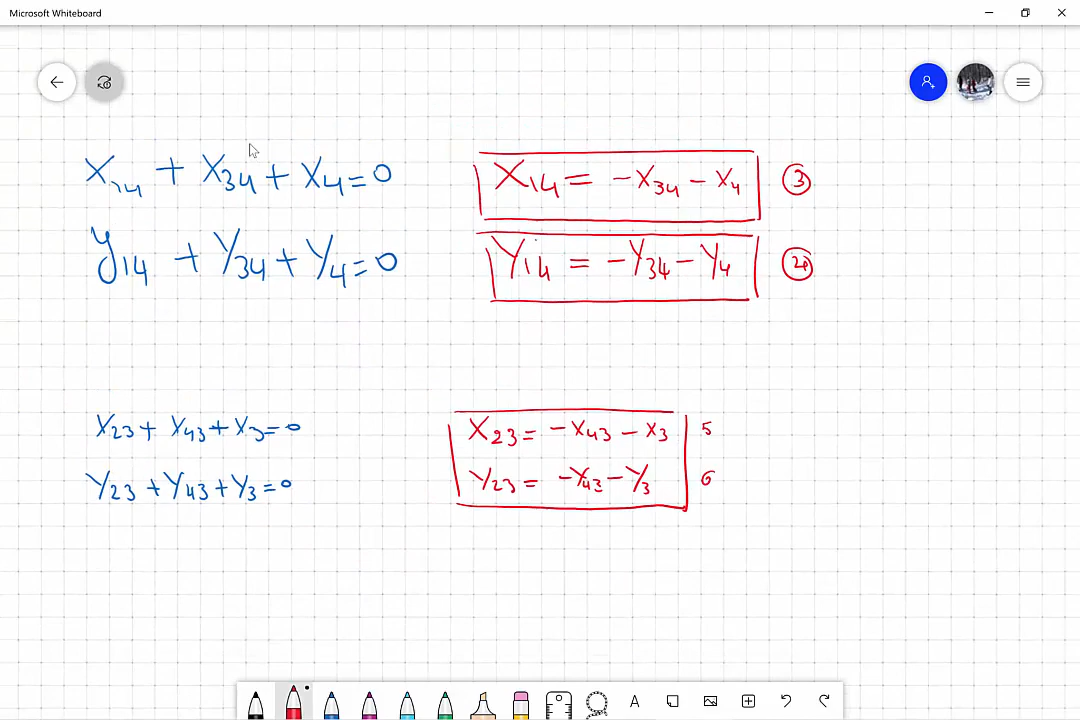 Microsoft Whiteboard
X14 + X34 + X4 = 0
X14 = -X34 - X4 3
Y14 + Y34 + Y4 = 0
Y14 = -Y34 - Y4 4
X23 + X43 + X3 = 0
X23 = -X43 - X3 5
Y23 + Y43 + Y3 = 0
Y23 = -Y43 - Y3 6
A